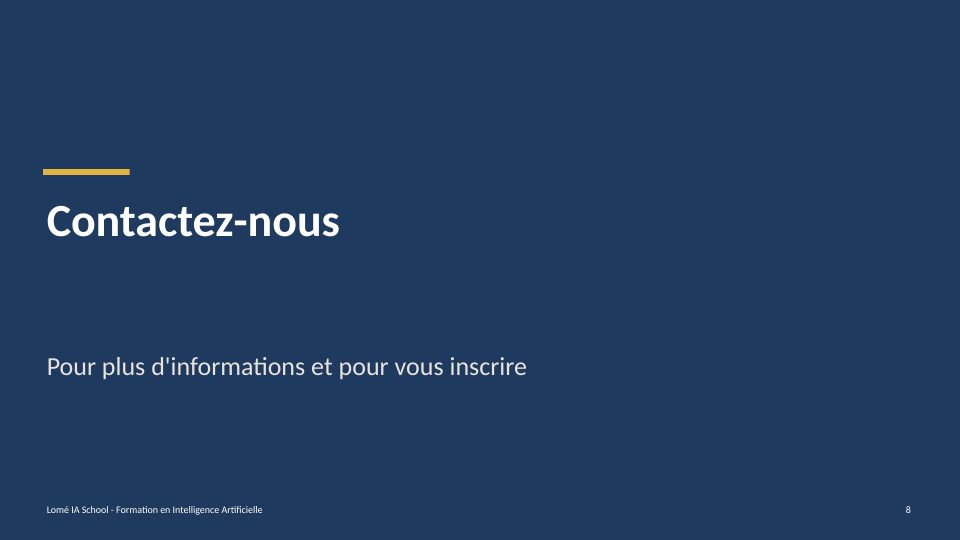 Contactez-nous
Pour plus d'informations et pour vous inscrire
Lomé IA School - Formation en Intelligence Artificielle
8